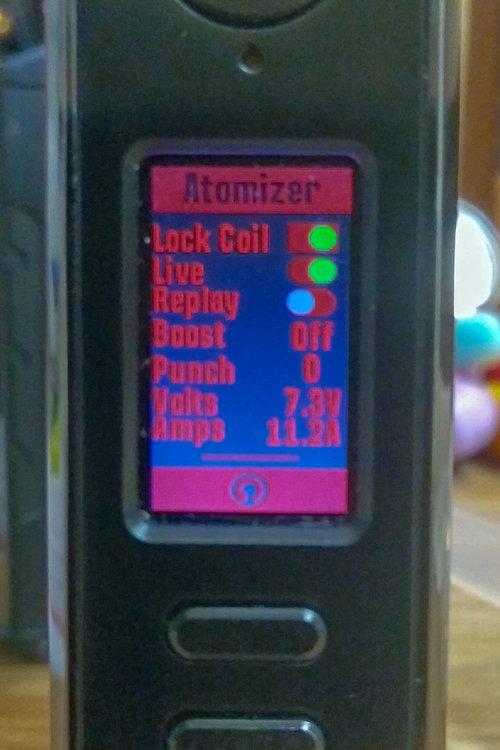 Atomizer
Lock Coil
Live
Replay
Boost Off
Punch 0
Volts 7.3V
Amps 11.2A